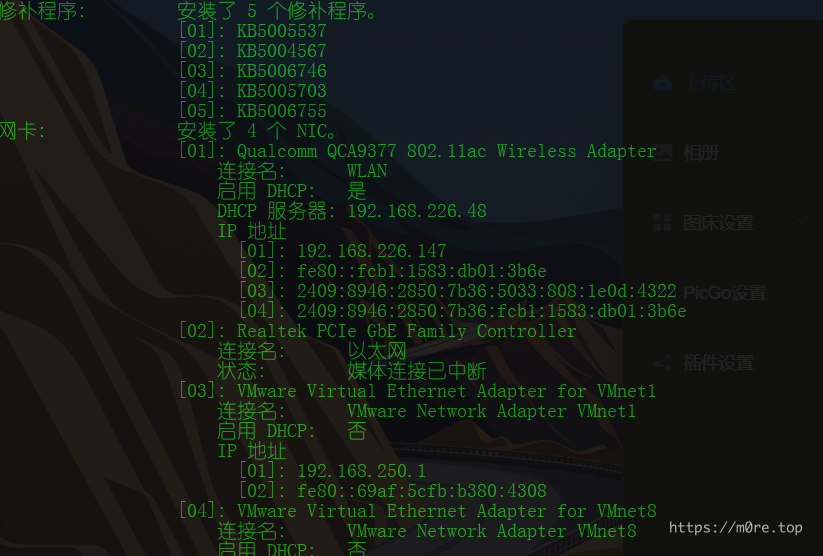 修补程序:         安装了 5 个修补程序。
[01]: KB5005537
[02]: KB5004567
[03]: KB5006746
[04]: KB5005703
[05]: KB5006755
网卡:             安装了 4 个 NIC。
[01]: Qualcomm QCA9377 802.11ac Wireless Adapter
连接名:      WLAN
启用 DHCP:   是
DHCP 服务器: 192.168.226.48
IP 地址
[01]: 192.168.226.147
[02]: fe80::fcb1:1583:db01:3b6e
[03]: 2409:8946:2850:7b36:5033:808:1e0d:4322
[04]: 2409:8946:2850:7b36:fcb1:1583:db01:3b6e
[02]: Realtek PCIe GbE Family Controller
连接名:      以太网
状态:        媒体连接已中断
[03]: VMware Virtual Ethernet Adapter for VMnet1
连接名:      VMware Network Adapter VMnet1
启用 DHCP:   否
IP 地址
[01]: 192.168.250.1
[02]: fe80::69af:5cfb:b380:4308
[04]: VMware Virtual Ethernet Adapter for VMnet8
连接名:      VMware Network Adapter VMnet8
启用 DHCP:   否
上传区
相册
图床设置
PicGo设置
插件设置
https://m0re.top